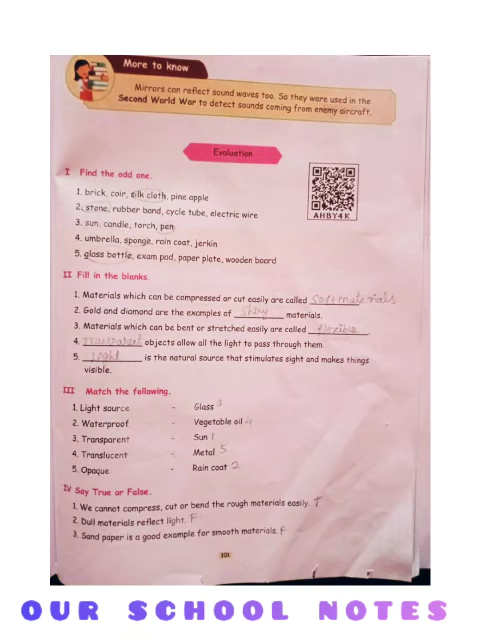 More to know
Mirrors can reflect sound waves too. So they were used in the
Second World War to detect sounds coming from enemy aircraft.
Evaluation
I Find the odd one.
1. brick, coir, silk cloth, pine apple
2. stone, rubber band, cycle tube, electric wire
3. sun, candle, torch, pen
4. umbrella, sponge, rain coat, jerkin
5. glass bottle, exam pad, paper plate, wooden board
AHBY4K
II Fill in the blanks.
1. Materials which can be compressed or cut easily are called Soft materials
2. Gold and diamond are the examples of Shiny materials.
3. Materials which can be bent or stretched easily are called flexible.
4. Transparent objects allow all the light to pass through them.
5. Light is the natural source that stimulates sight and makes things
visible.
III Match the following.
1. Light source - Glass 3
2. Waterproof - Vegetable oil 4
3. Transparent - Sun 1
4. Translucent - Metal 5
5. Opaque - Rain coat 2
IV Say True or False.
1. We cannot compress, cut or bend the rough materials easily. T
2. Dull materials reflect light. F
3. Sand paper is a good example for smooth materials. F
101
OUR SCHOOL NOTES